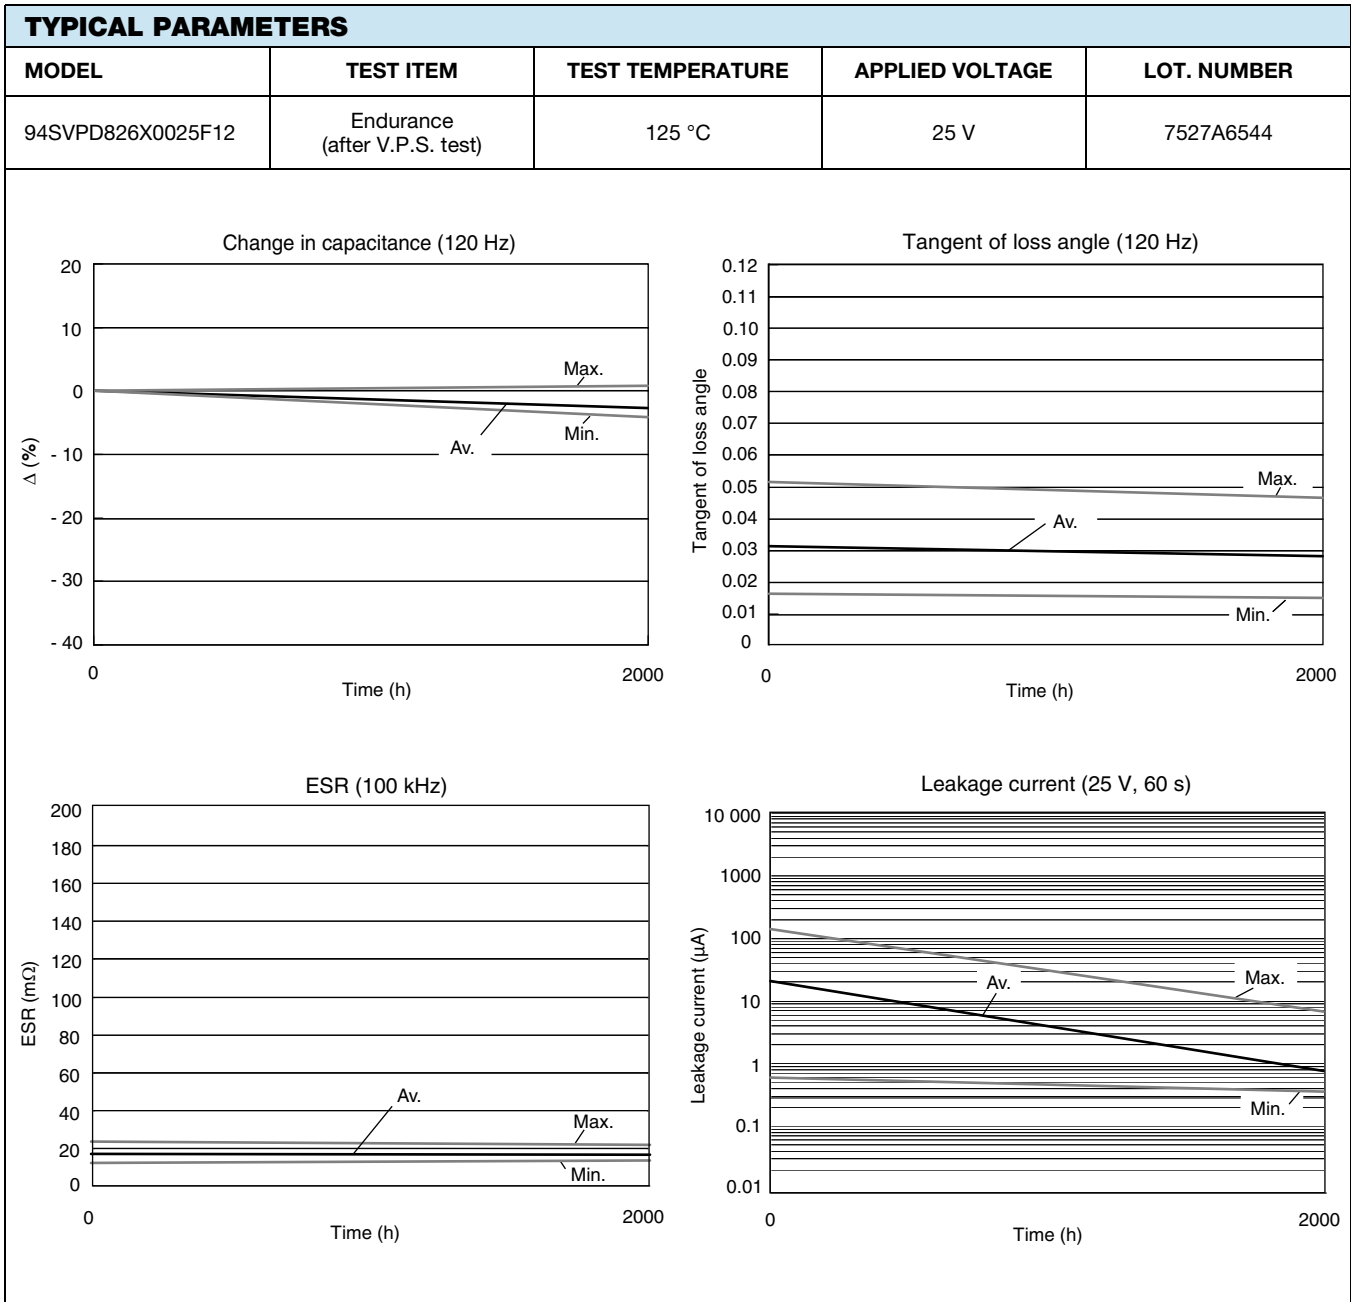 TYPICAL PARAMETERS
MODEL TEST ITEM TEST TEMPERATURE APPLIED VOLTAGE LOT. NUMBER
94SVPD826X0025F12 Endurance (after V.P.S. test) 125 °C 25 V 7527A6544
Change in capacitance (120 Hz)
20
10
0
- 10
- 20
- 30
- 40
Δ (%)
Max.
Av.
Min.
0 2000
Time (h)
Tangent of loss angle (120 Hz)
0.12
0.11
0.10
0.09
0.08
0.07
0.06
0.05
0.04
0.03
0.02
0.01
0
Tangent of loss angle
Max.
Av.
Min.
0 2000
Time (h)
ESR (100 kHz)
200
180
160
140
120
100
80
60
40
20
0
ESR (mΩ)
Av.
Max.
Min.
0 2000
Time (h)
Leakage current (25 V, 60 s)
10 000
1000
100
10
1
0.1
0.01
Leakage current (µA)
Av.
Max.
Min.
0 2000
Time (h)